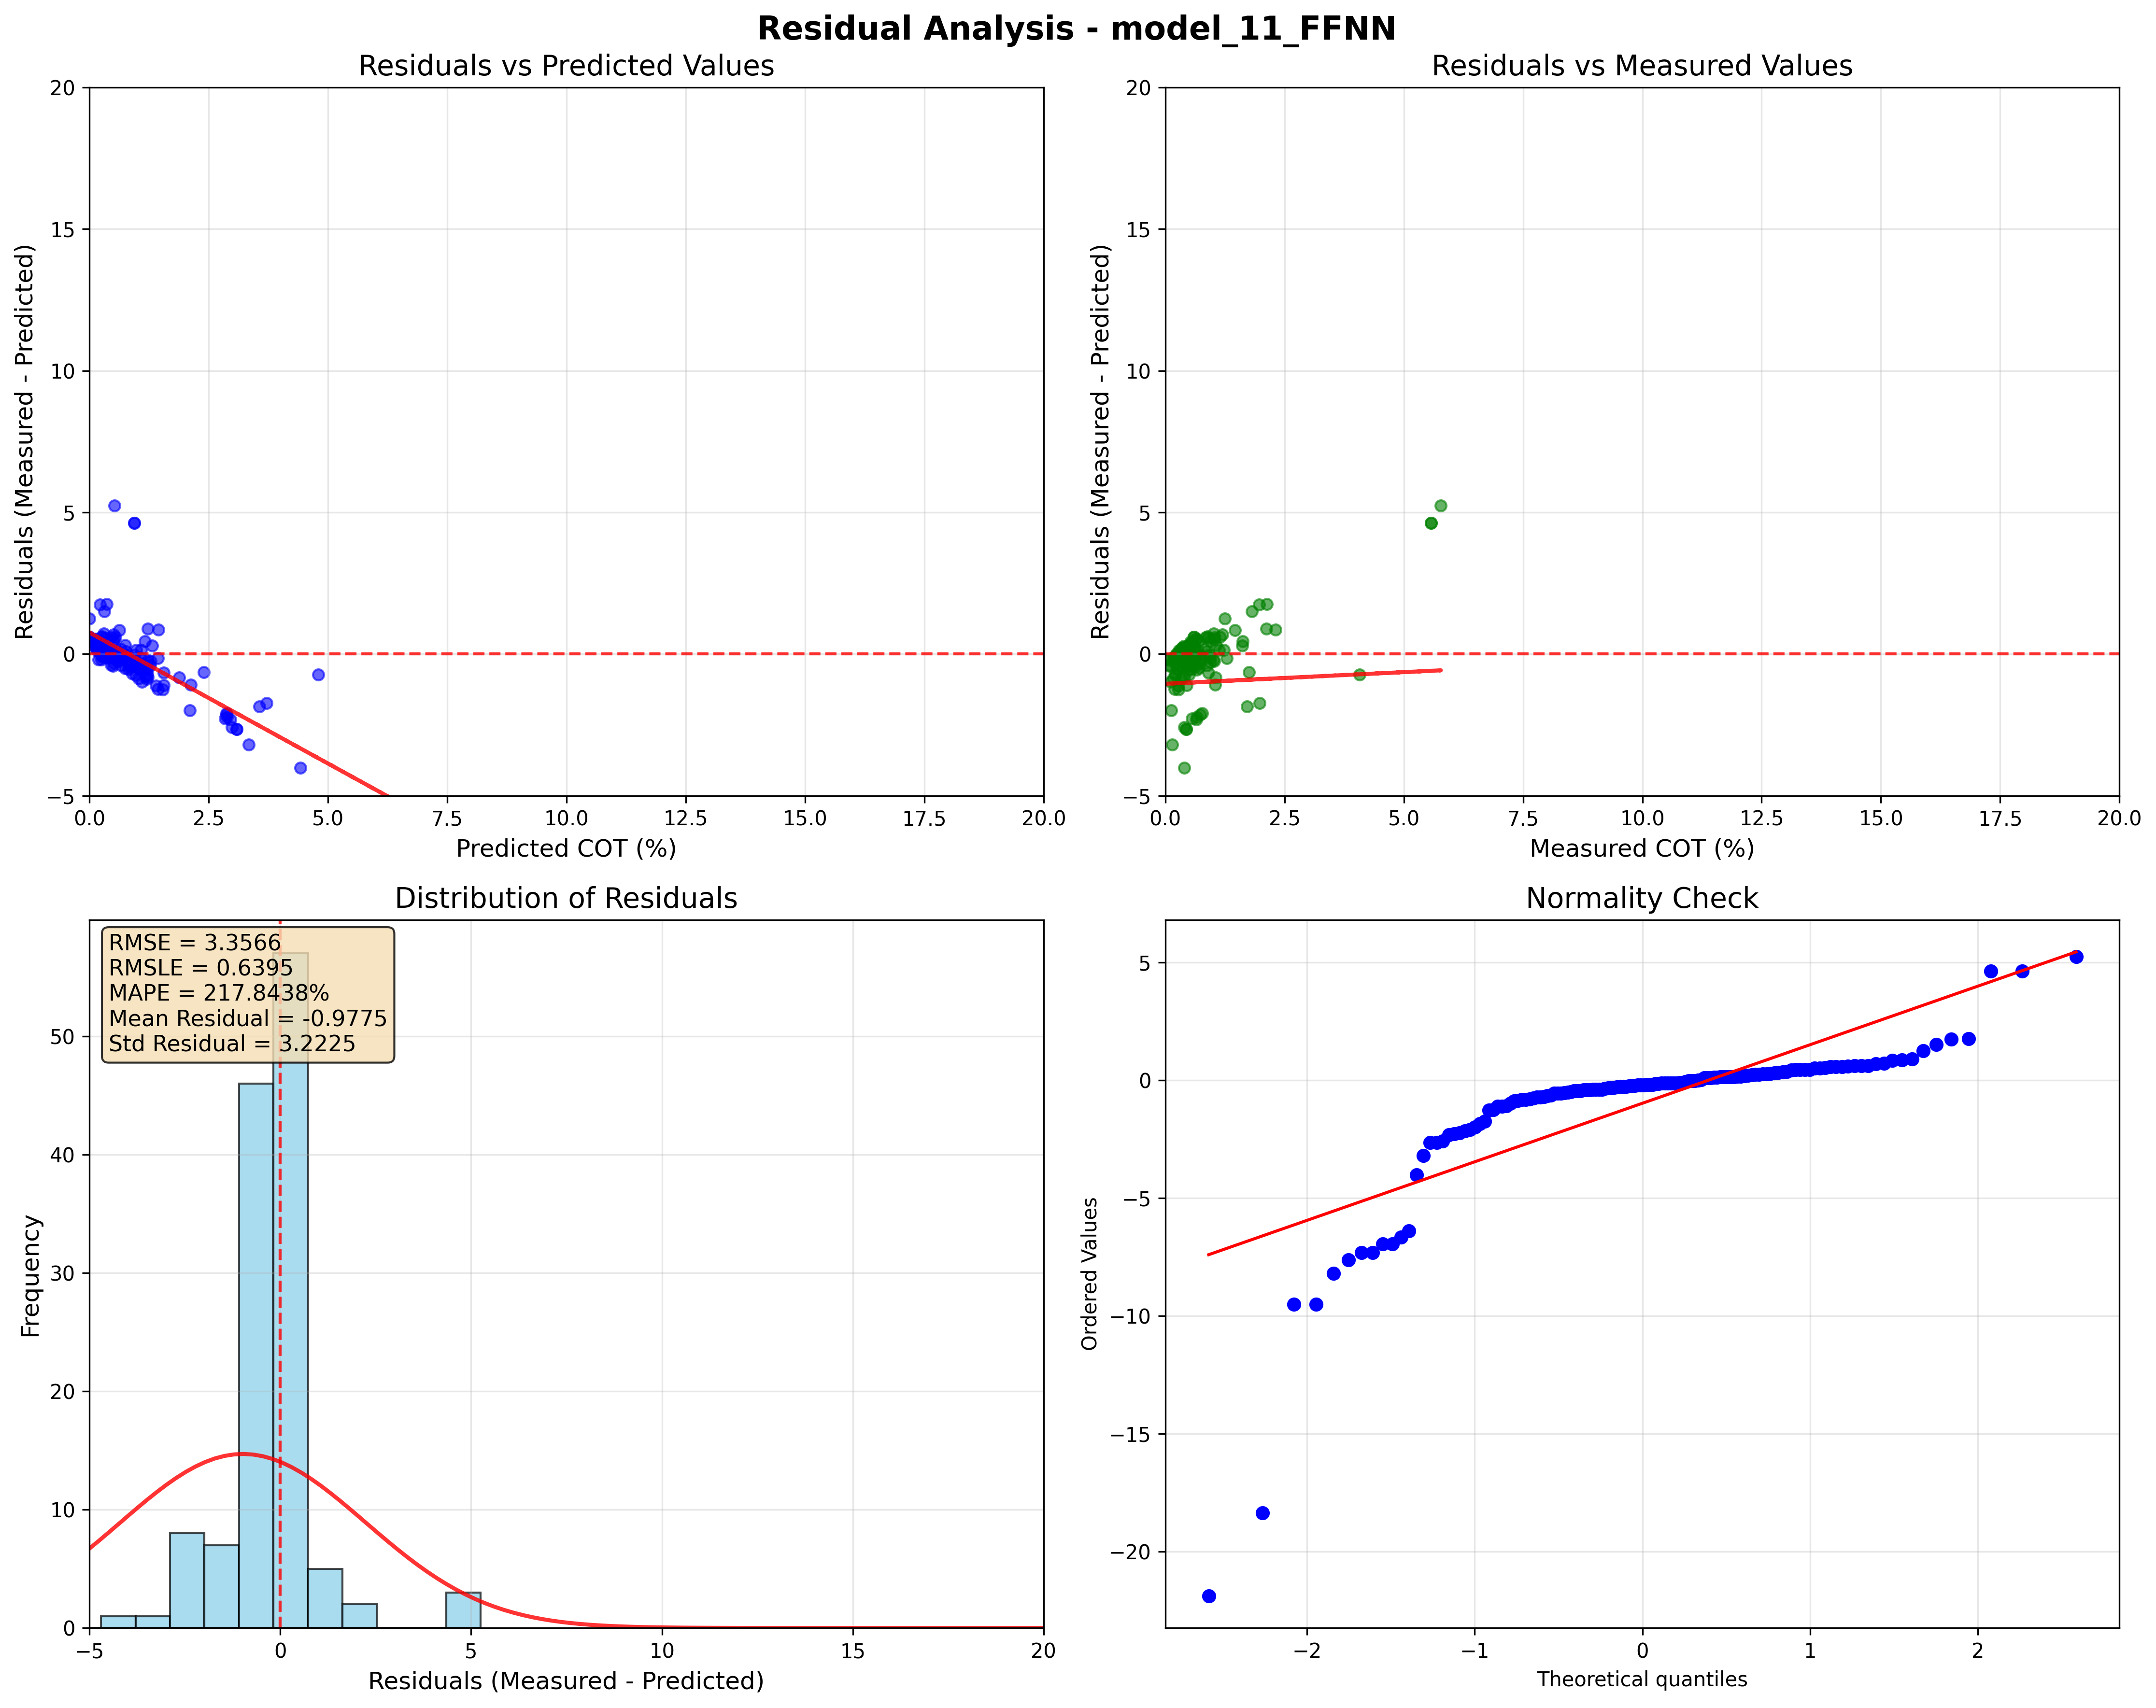 Residual Analysis - model_11_FFNN
Residuals vs Predicted Values
20
15
10
5
0
−5
0.0 2.5 5.0 7.5 10.0 12.5 15.0 17.5 20.0
Residuals (Measured - Predicted)
Predicted COT (%)
Residuals vs Measured Values
20
15
10
5
0
−5
0.0 2.5 5.0 7.5 10.0 12.5 15.0 17.5 20.0
Residuals (Measured - Predicted)
Measured COT (%)
Distribution of Residuals
RMSE = 3.3566
RMSLE = 0.6395
MAPE = 217.8438%
Mean Residual = -0.9775
Std Residual = 3.2225
50
40
30
20
10
0
−5 0 5 10 15 20
Frequency
Residuals (Measured - Predicted)
Normality Check
5
0
−5
−10
−15
−20
−2 −1 0 1 2
Ordered Values
Theoretical quantiles